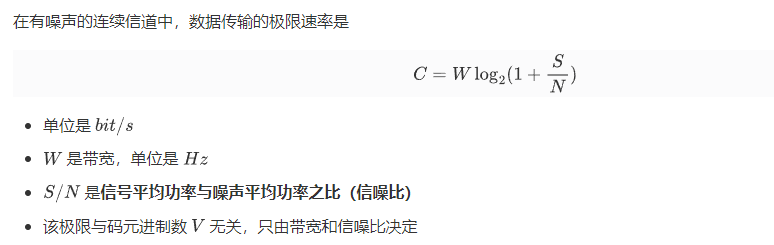 在有噪声的连续信道中，数据传输的极限速率是
C = W log₂(1 + S/N)
• 单位是 bit/s
• W 是带宽，单位是 Hz
• S/N 是信号平均功率与噪声平均功率之比（信噪比）
• 该极限与码元进制数 V 无关，只由带宽和信噪比决定